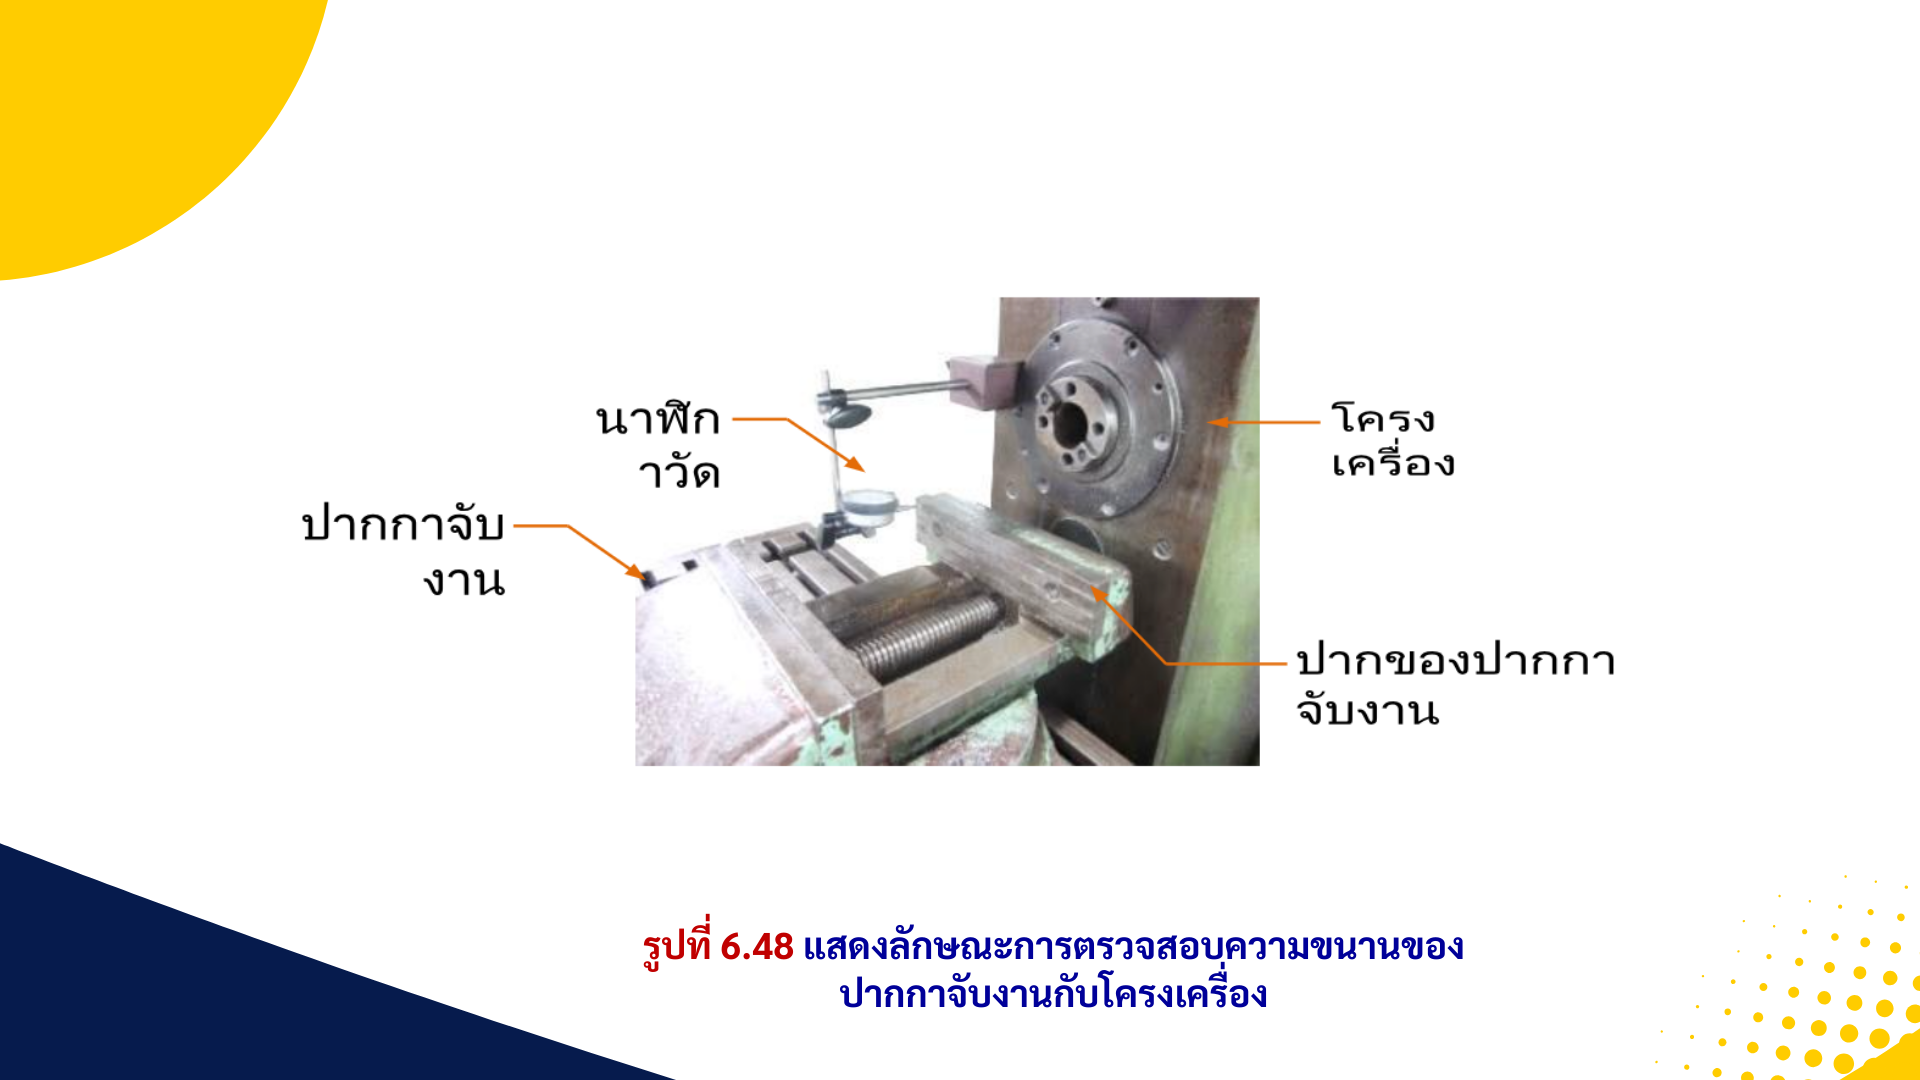 นาฬิก
าวัด
โครง
เครื่อง
ปากกาจับ
งาน
ปากของปากกา
จับงาน
รูปที่ 6.48 แสดงลักษณะการตรวจสอบความขนานของ
ปากกาจับงานกับโครงเครื่อง